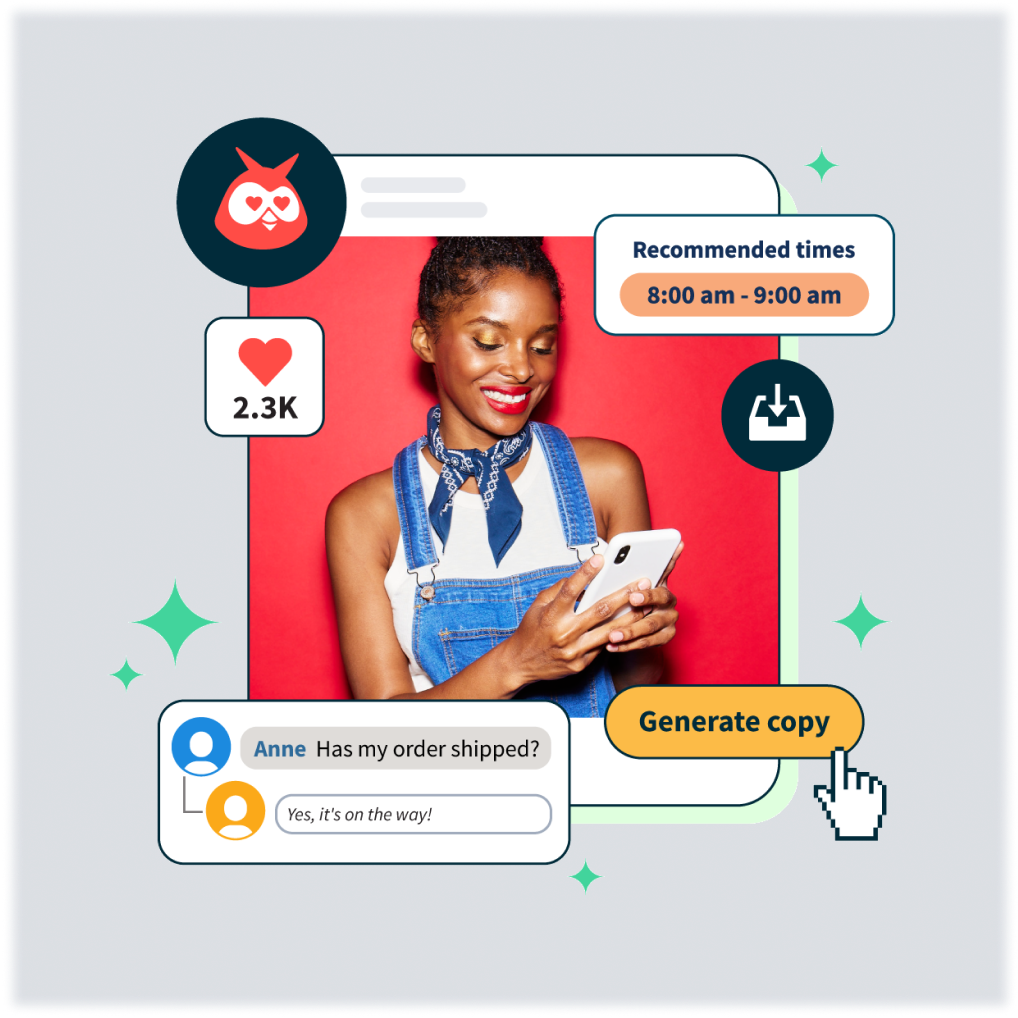 Recommended times
8:00 am - 9:00 am
2.3K
Generate copy
Anne Has my order shipped?
Yes, it's on the way!